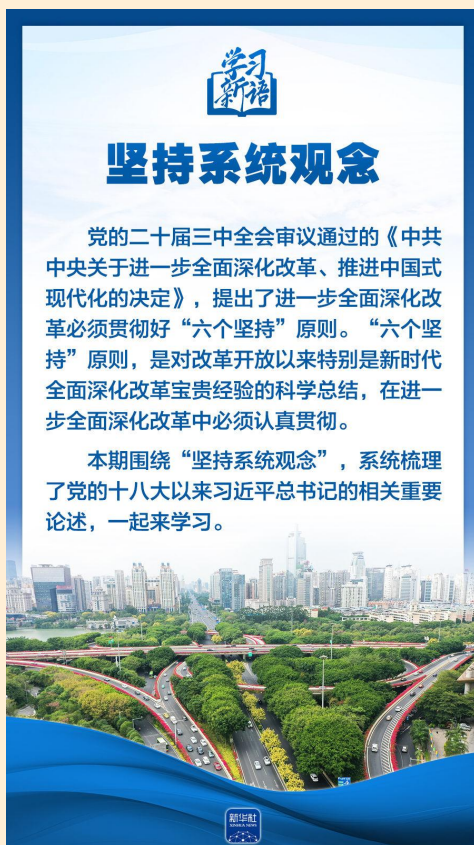 学习
新语
坚持系统观念
党的二十届三中全会审议通过的《中共
中央关于进一步全面深化改革、推进中国式
现代化的决定》，提出了进一步全面深化改
革必须贯彻好“六个坚持”原则。“六个坚
持”原则，是对改革开放以来特别是新时代
全面深化改革宝贵经验的科学总结，在进一
步全面深化改革中必须认真贯彻。
本期围绕“坚持系统观念”，系统梳理
了党的十八大以来习近平总书记的相关重要
论述，一起来学习。
新华社
XINHUA NEWS